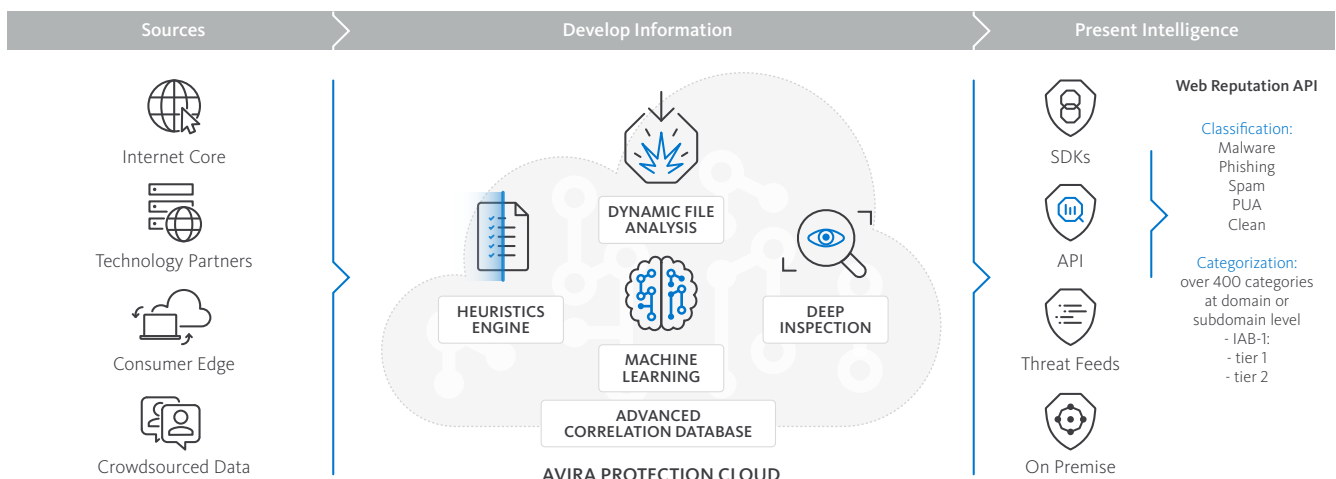 Sources
Develop Information
Present Intelligence
Internet Core
Technology Partners
Consumer Edge
Crowdsourced Data
DYNAMIC FILE
ANALYSIS
HEURISTICS
ENGINE
DEEP
INSPECTION
MACHINE
LEARNING
ADVANCED
CORRELATION DATABASE
AVIRA PROTECTION CLOUD
SDKs
API
Threat Feeds
On Premise
Web Reputation API
Classification:
Malware
Phishing
Spam
PUA
Clean
Categorization:
over 400 categories
at domain or
subdomain level
- IAB-1:
- tier 1
- tier 2